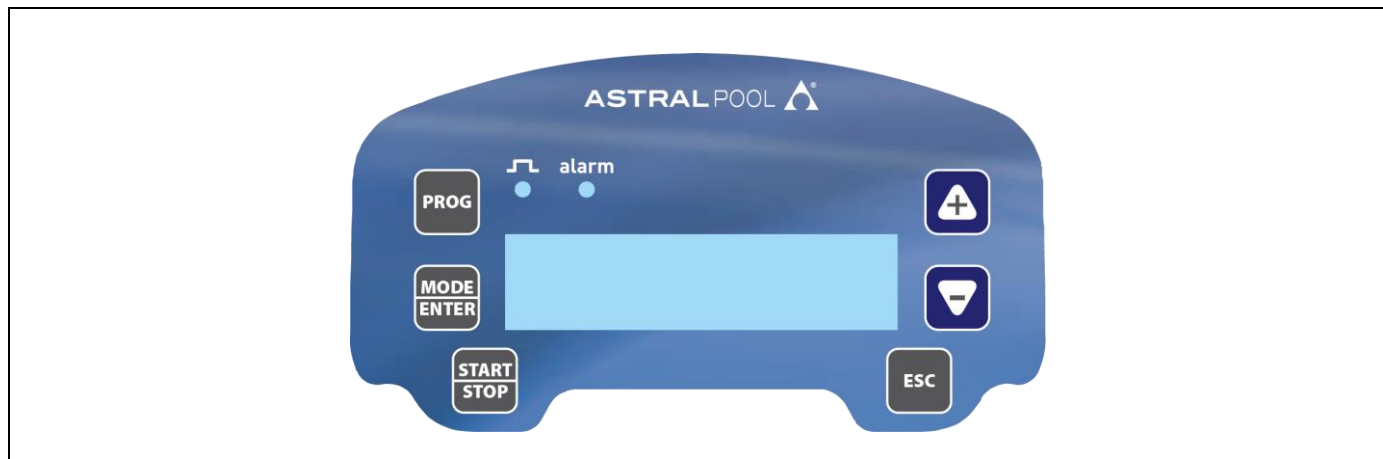 ASTRALPOOL
alarm
PROG
+
MODE
ENTER
-
START
STOP
ESC